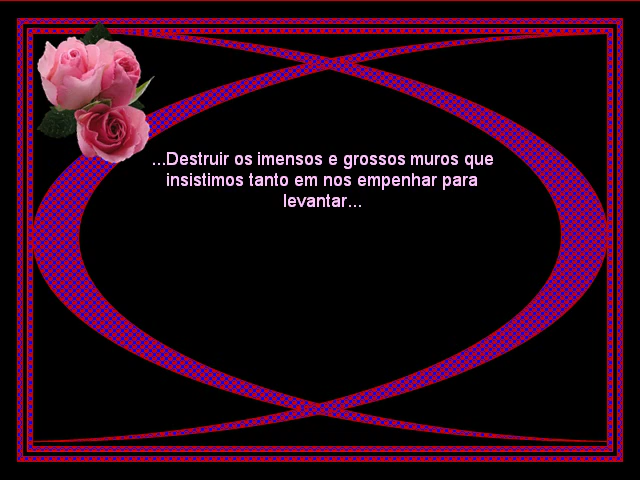 ...Destruir os imensos e grossos muros que
insistimos tanto em nos empenhar para
levantar...